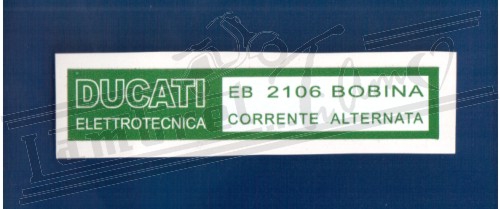 DUCATI
ELETTROTECNICA
EB 2106 BOBINA
CORRENTE ALTERNATA